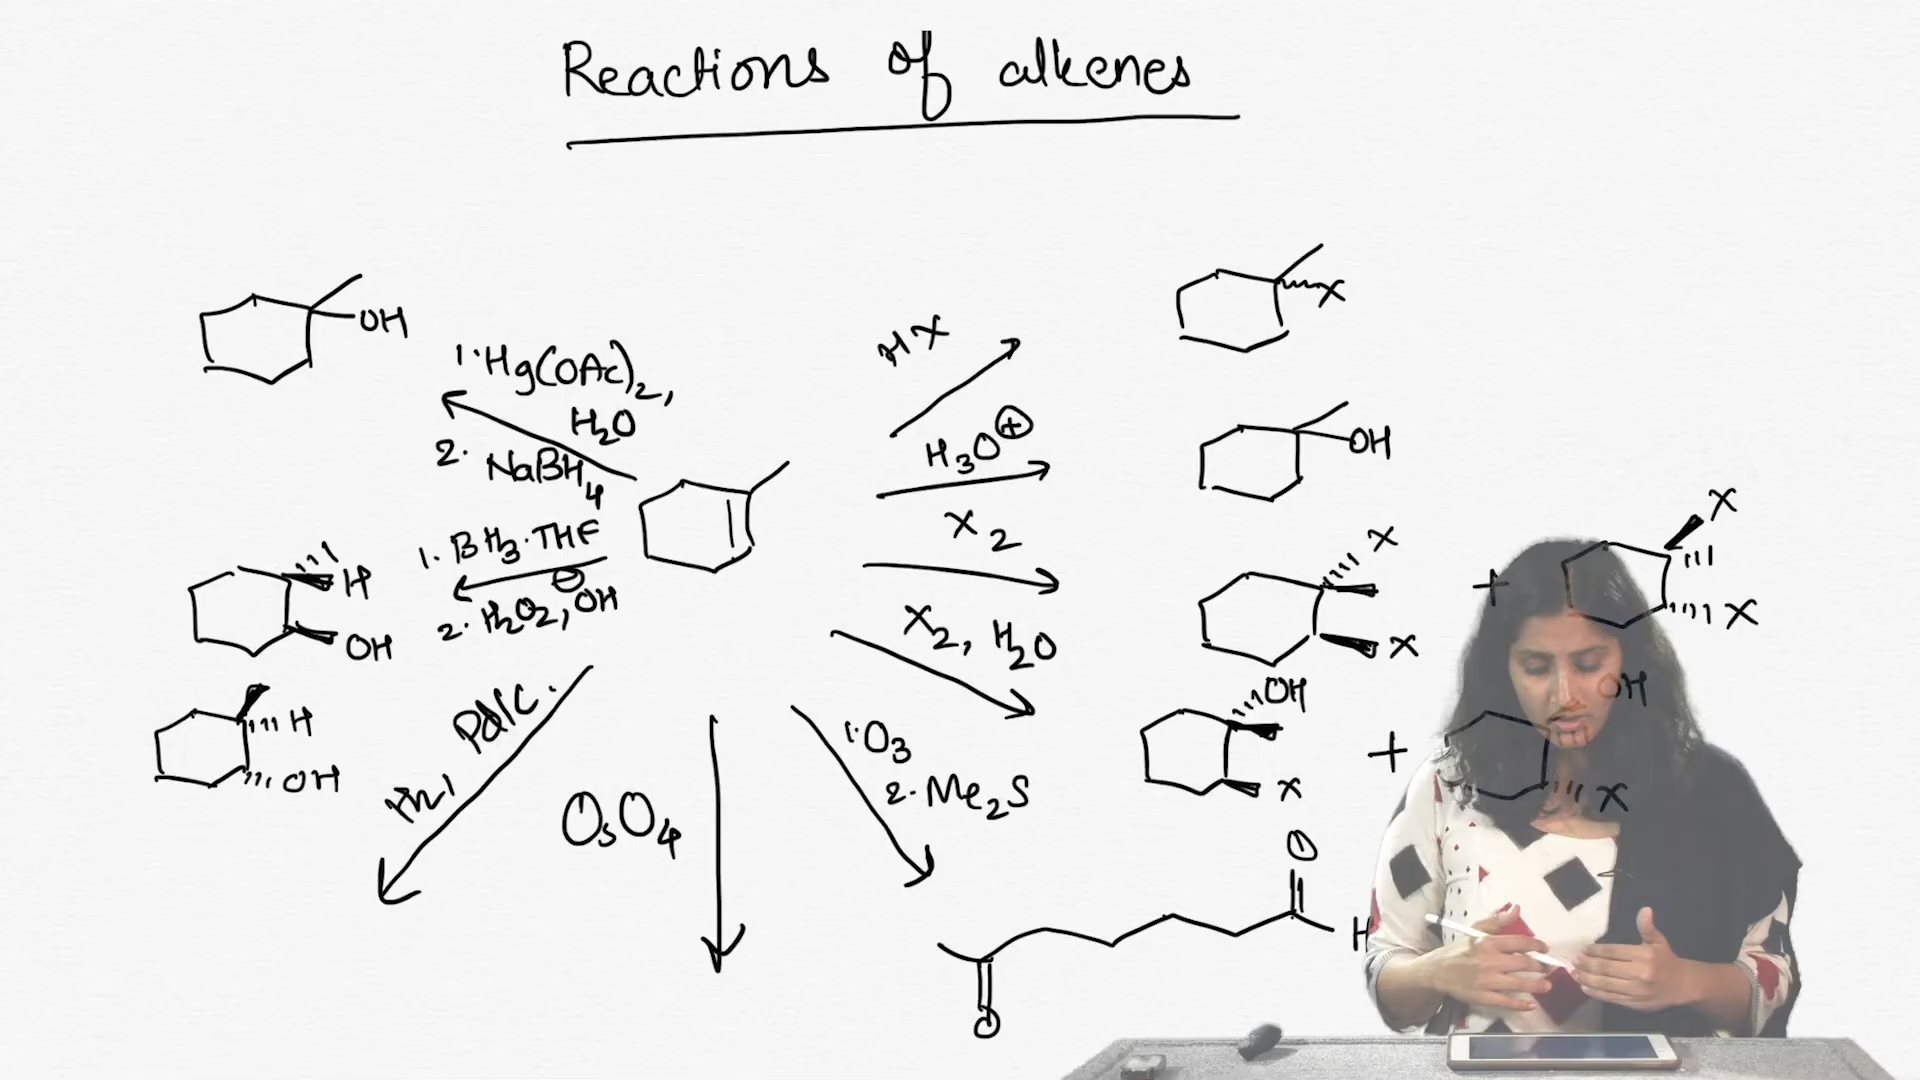 Reactions of alkenes
OH
1. Hg(OAc)2,
H2O
2. NaBH4
HX
X
H3O⊕
OH
X2
X
X
+
X
X
1. BH3·THF
2. H2O2, ⊖OH
H
OH
X2, H2O
OH
X
+
OH
X
H
OH
Pd/C
OsO4
1. O3
2. Me2S
O
H
O